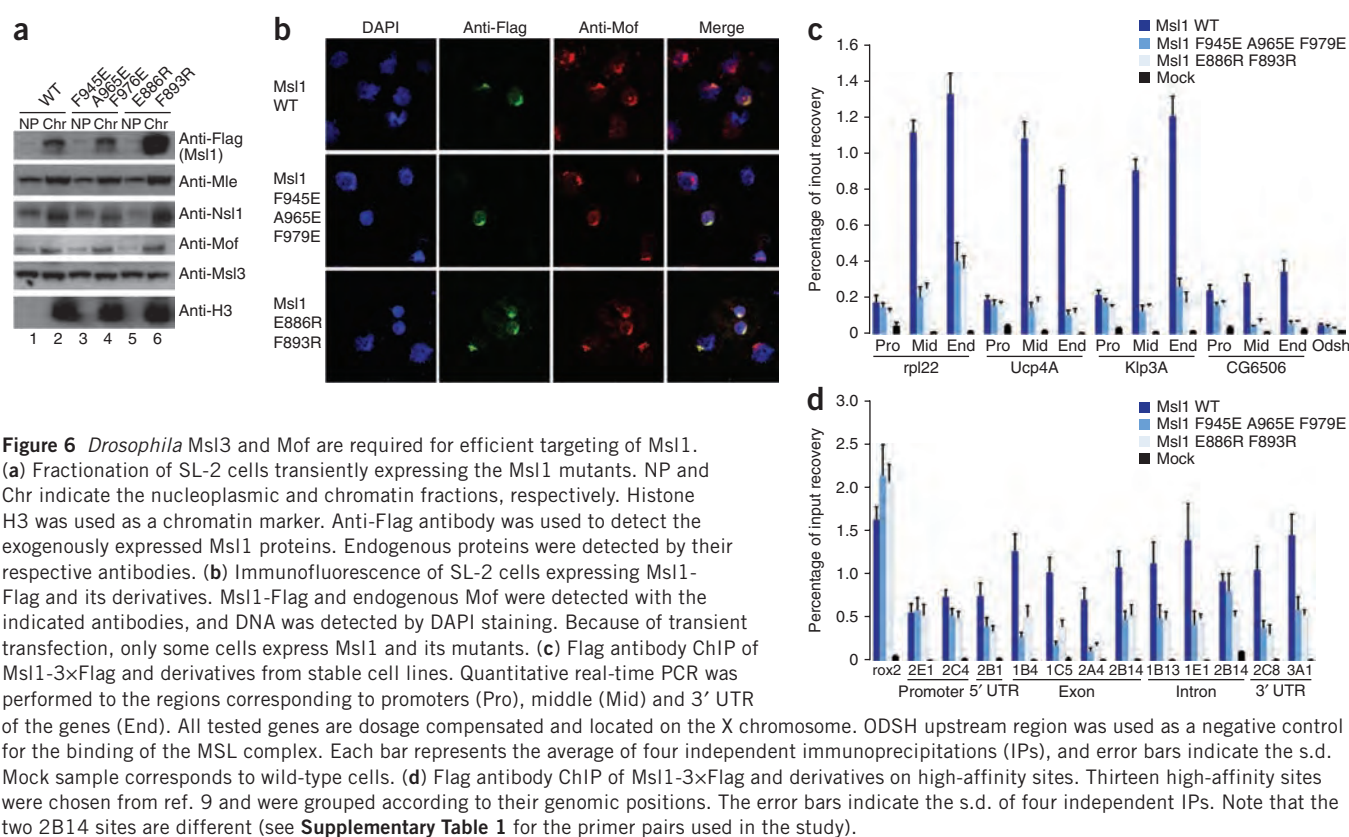 a
WT
F945E
A965E
F976E
E886R
F893R
NP Chr NP Chr NP Chr
Anti-Flag
(Msl1)
Anti-Mle
Anti-Nsl1
Anti-Mof
Anti-Msl3
Anti-H3
1 2 3 4 5 6
b
DAPI Anti-Flag Anti-Mof Merge
Msl1
WT
Msl1
F945E
A965E
F979E
Msl1
E886R
F893R
c
Msl1 WT
Msl1 F945E A965E F979E
Msl1 E886R F893R
Mock
Percentage of inout recovery
1.6
1.4
1.2
1.0
0.8
0.6
0.4
0.2
0
Pro Mid End Pro Mid End Pro Mid End Pro Mid End Odsh
rpl22 Ucp4A Klp3A CG6506
d
Msl1 WT
Msl1 F945E A965E F979E
Msl1 E886R F893R
Mock
Percentage of input recovery
3.0
2.5
2.0
1.5
1.0
0.5
0
rox2 2E1 2C4 2B1 1B4 1C5 2A4 2B14 1B13 1E1 2B14 2C8 3A1
Promoter 5′ UTR Exon Intron 3′ UTR
Figure 6 Drosophila Msl3 and Mof are required for efficient targeting of Msl1.
(a) Fractionation of SL-2 cells transiently expressing the Msl1 mutants. NP and
Chr indicate the nucleoplasmic and chromatin fractions, respectively. Histone
H3 was used as a chromatin marker. Anti-Flag antibody was used to detect the
exogenously expressed Msl1 proteins. Endogenous proteins were detected by their
respective antibodies. (b) Immunofluorescence of SL-2 cells expressing Msl1-
Flag and its derivatives. Msl1-Flag and endogenous Mof were detected with the
indicated antibodies, and DNA was detected by DAPI staining. Because of transient
transfection, only some cells express Msl1 and its mutants. (c) Flag antibody ChIP of
Msl1-3×Flag and derivatives from stable cell lines. Quantitative real-time PCR was
performed to the regions corresponding to promoters (Pro), middle (Mid) and 3′ UTR
of the genes (End). All tested genes are dosage compensated and located on the X chromosome. ODSH upstream region was used as a negative control
for the binding of the MSL complex. Each bar represents the average of four independent immunoprecipitations (IPs), and error bars indicate the s.d.
Mock sample corresponds to wild-type cells. (d) Flag antibody ChIP of Msl1-3×Flag and derivatives on high-affinity sites. Thirteen high-affinity sites
were chosen from ref. 9 and were grouped according to their genomic positions. The error bars indicate the s.d. of four independent IPs. Note that the
two 2B14 sites are different (see Supplementary Table 1 for the primer pairs used in the study).